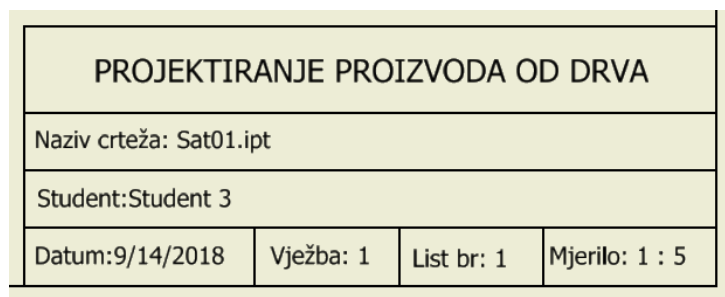 PROJEKTIRANJE PROIZVODA OD DRVA
Naziv crteža: Sat01.ipt
Student:Student 3
Datum:9/14/2018 Vježba: 1 List br: 1 Mjerilo: 1 : 5